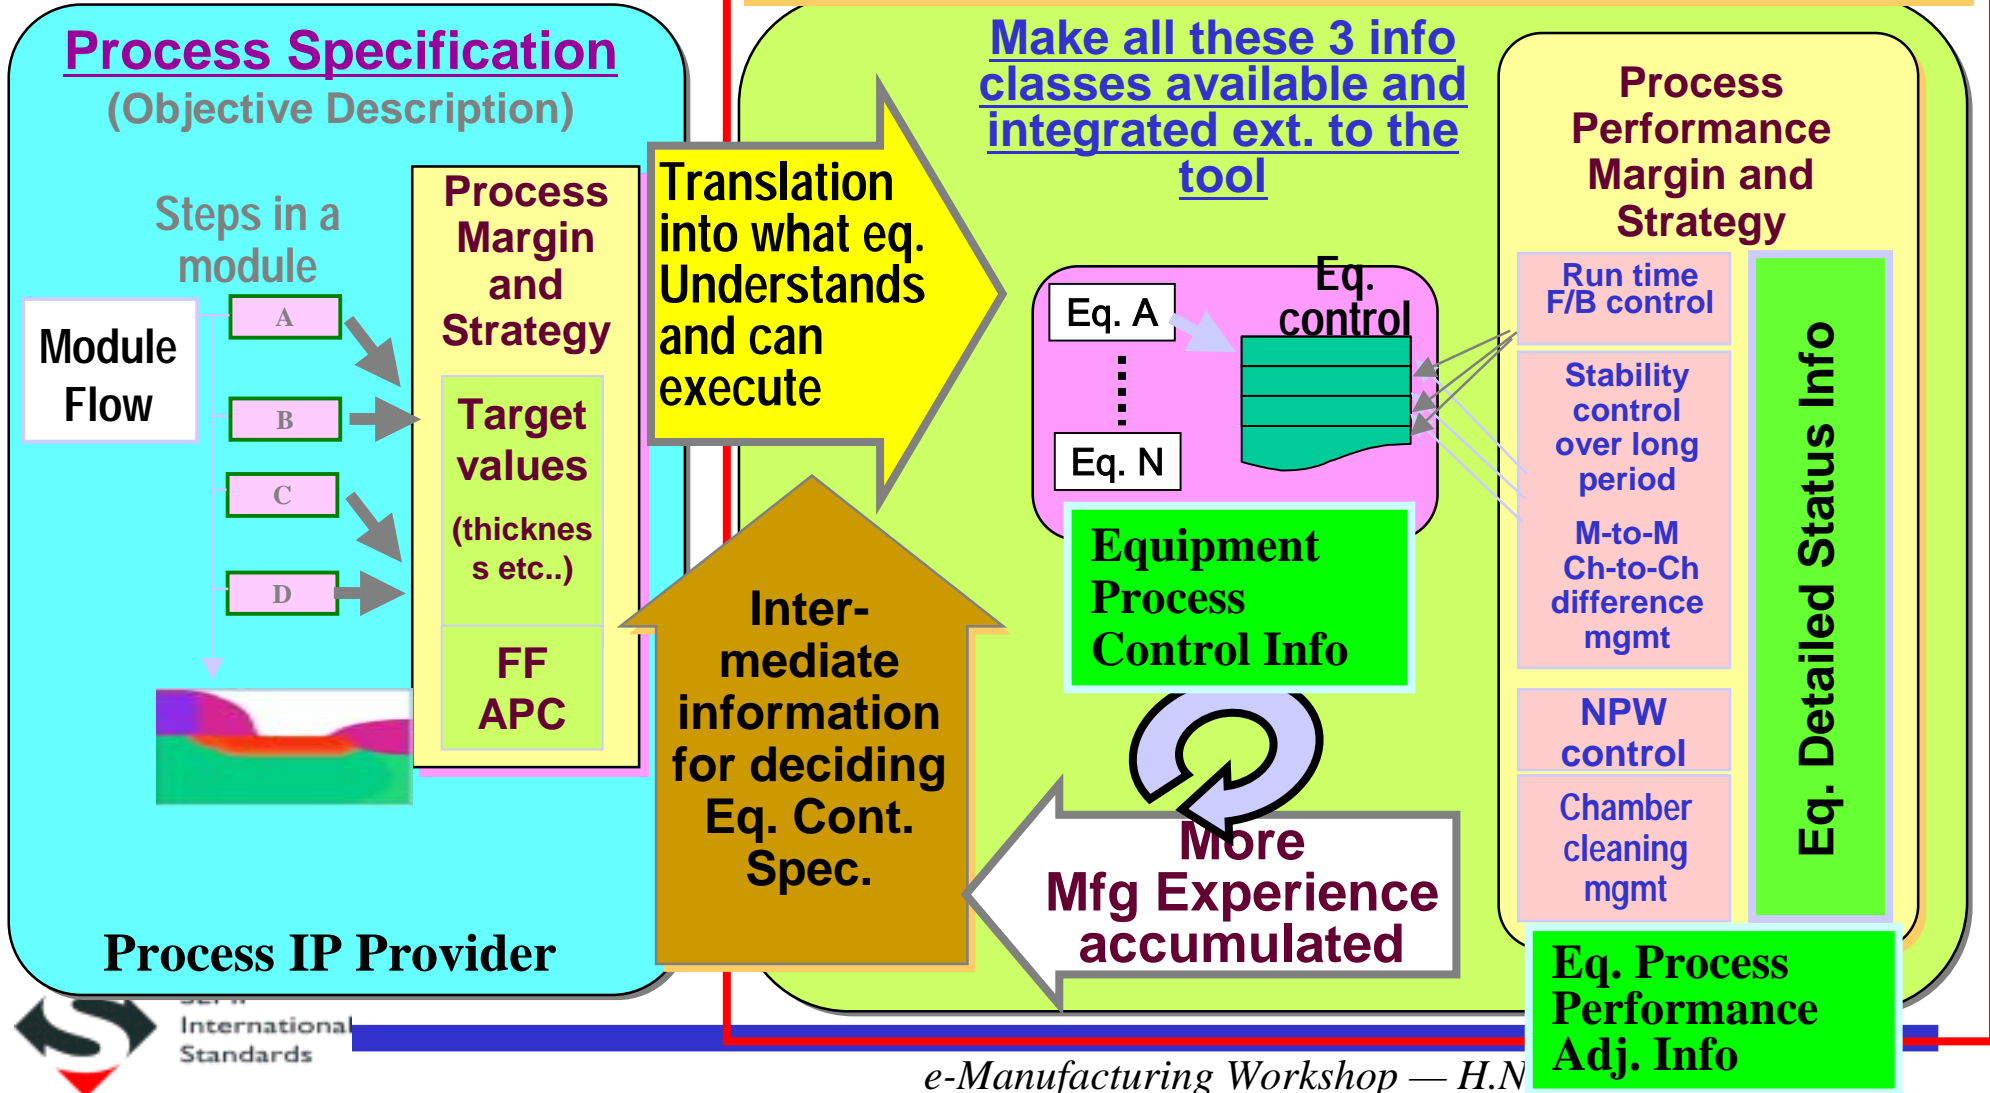 Process Specification
(Objective Description)
Steps in a
module
Module
Flow
A
B
C
D
Process
Margin
and
Strategy
Target
values
(thicknes
s etc..)
FF
APC
Process IP Provider
Translation
into what eq.
Understands
and can
execute
Inter-
mediate
information
for deciding
Eq. Cont.
Spec.
Make all these 3 info
classes available and
integrated ext. to the
tool
Eq. A
Eq. N
Eq.
control
Equipment
Process
Control Info
More
Mfg Experience
accumulated
Process
Performance
Margin and
Strategy
Run time
F/B control
Stability
control
over long
period
M-to-M
Ch-to-Ch
difference
mgmt
NPW
control
Chamber
cleaning
mgmt
Eq. Detailed Status Info
Eq. Process
Performance
Adj. Info
International
Standards
e-Manufacturing Workshop — H.N